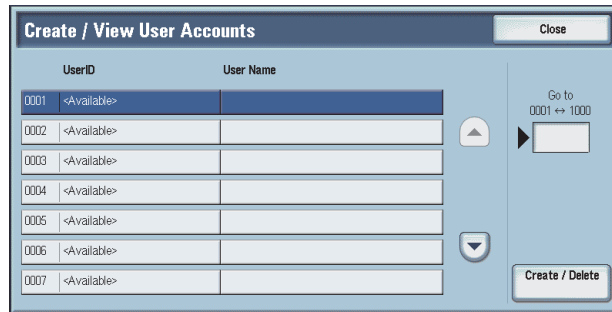 Create / View User Accounts
Close
UserID User Name
0001 <Available>
0002 <Available>
0003 <Available>
0004 <Available>
0005 <Available>
0006 <Available>
0007 <Available>
Go to
0001 ↔ 1000
Create / Delete